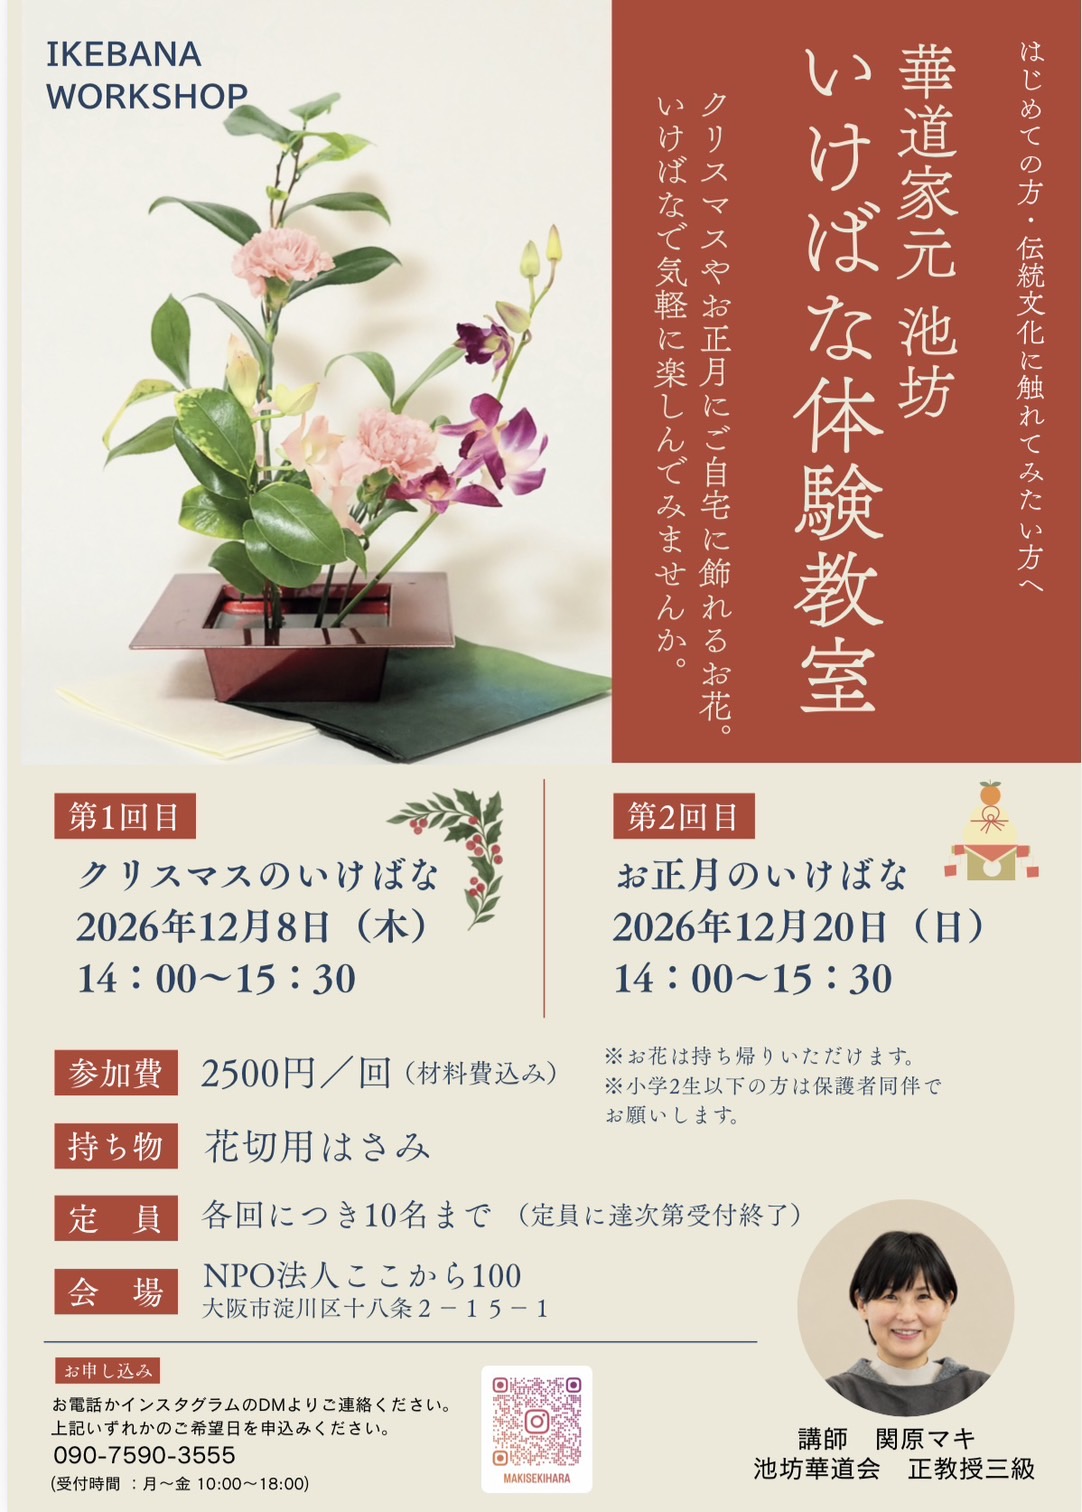 IKEBANA
WORKSHOP
はじめての方・伝統文化に触れてみたい方へ
華道家元 池坊
いけばな体験教室
クリスマスやお正月にご自宅に飾れるお花。
いけばなで気軽に楽しんでみませんか。
第1回目
クリスマスのいけばな
2026年12月8日（木）
14：00〜15：30
第2回目
お正月のいけばな
2026年12月20日（日）
14：00〜15：30
参加費 2500円／回（材料費込み）
持ち物 花切用はさみ
定　員 各回につき10名まで （定員に達次第受付終了）
会　場 NPO法人ここから100
大阪市淀川区十八条２－１５－１
※お花は持ち帰りいただけます。
※小学2生以下の方は保護者同伴で
お願いします。
お申し込み
お電話かインスタグラムのDMよりご連絡ください。
上記いずれかのご希望日を申込みください。
090-7590-3555
(受付時間 ：月〜金 10:00〜18:00)
MAKISEKIHARA
講師　関原マキ
池坊華道会　正教授三級